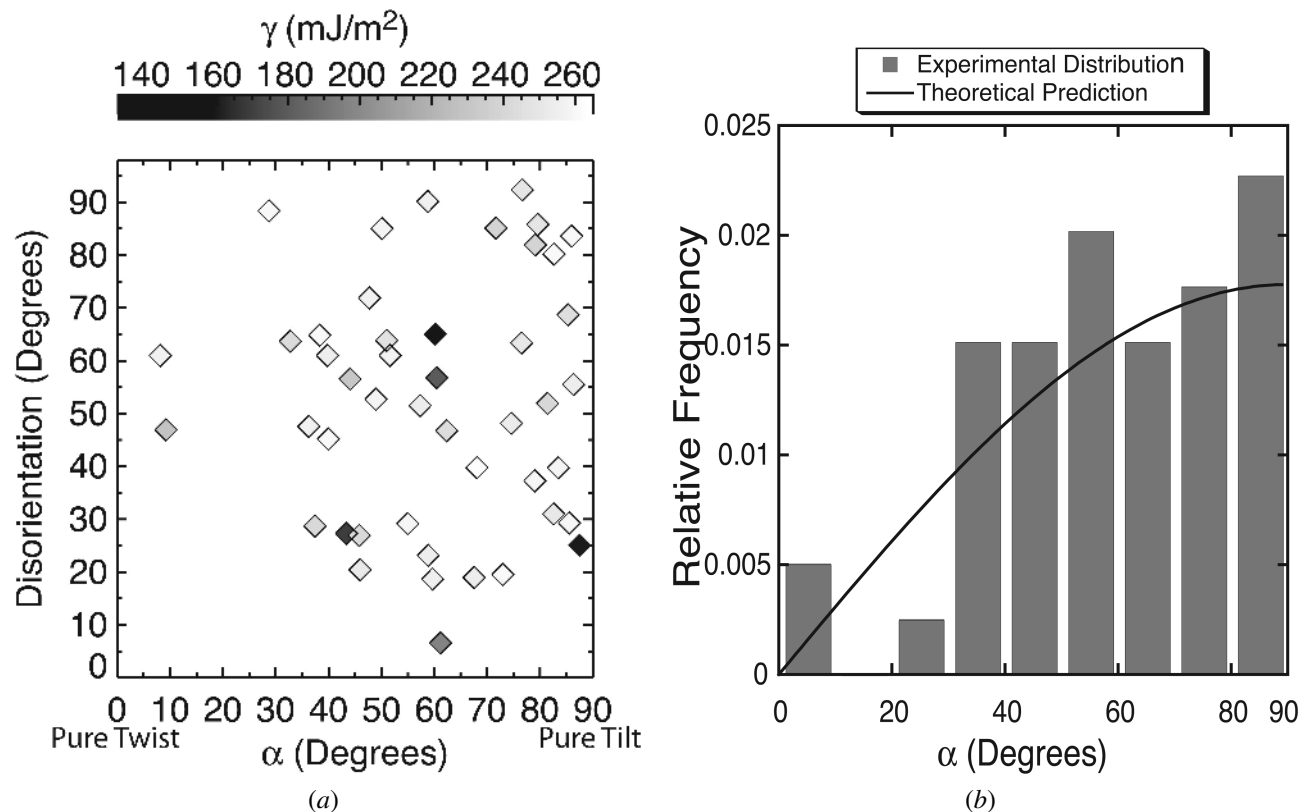 γ (mJ/m²)
140 160 180 200 220 240 260
Disorientation (Degrees)
90
80
70
60
50
40
30
20
10
0
0 10 20 30 40 50 60 70 80 90
Pure Twist
Pure Tilt
α (Degrees)
(a)
Experimental Distribution
Theoretical Prediction
Relative Frequency
0.025
0.02
0.015
0.01
0.005
0
0 20 40 60 80 90
α (Degrees)
(b)